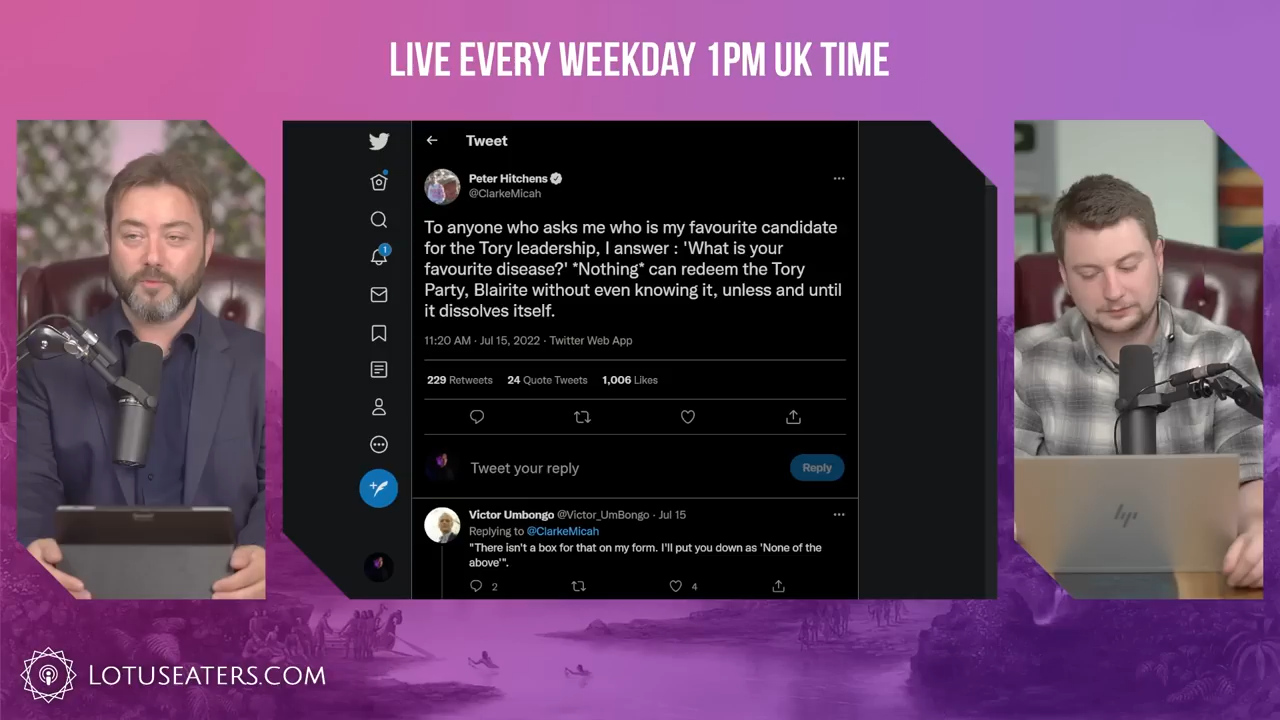 LIVE EVERY WEEKDAY 1PM UK TIME
Tweet
Peter Hitchens
@ClarkeMicah
To anyone who asks me who is my favourite candidate
for the Tory leadership, I answer : 'What is your
favourite disease?' *Nothing* can redeem the Tory
Party, Blairite without even knowing it, unless and until
it dissolves itself.
11:20 AM · Jul 15, 2022 · Twitter Web App
229 Retweets 24 Quote Tweets 1,006 Likes
1
Tweet your reply
Reply
Victor Umbongo @Victor_UmBongo · Jul 15
Replying to @ClarkeMicah
"There isn't a box for that on my form. I'll put you down as 'None of the
above'".
2 4
hp
LOTUSEATERS.COM